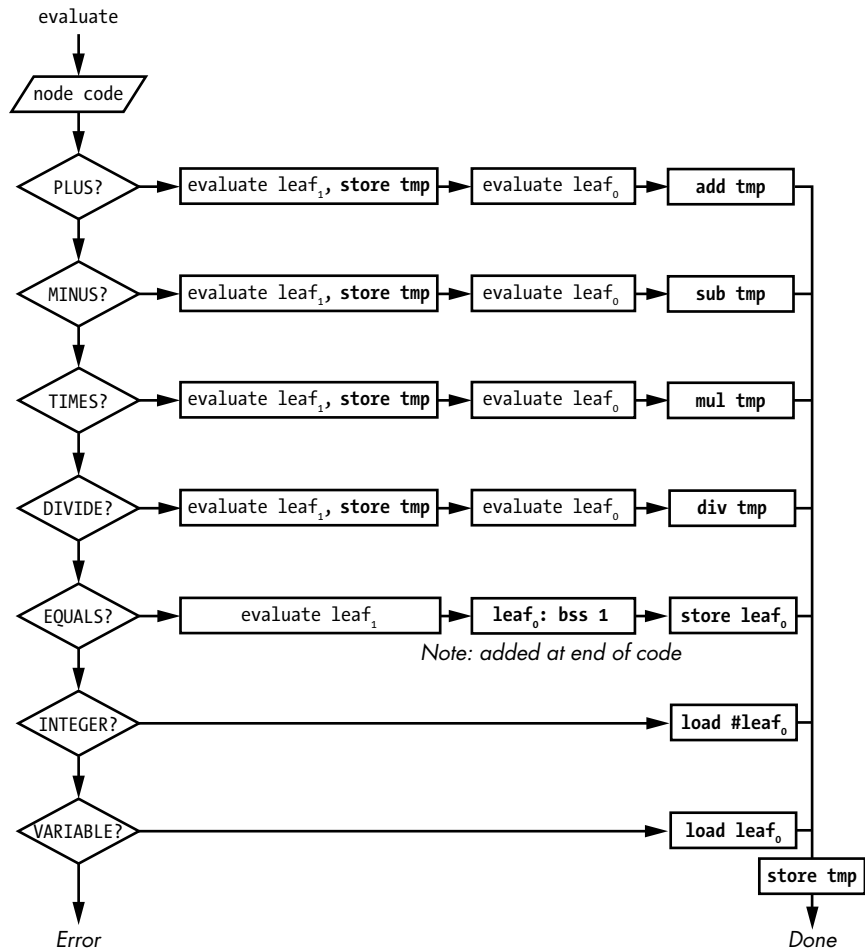 evaluate
node code
PLUS? evaluate leaf₁, store tmp evaluate leaf₀ add tmp
MINUS? evaluate leaf₁, store tmp evaluate leaf₀ sub tmp
TIMES? evaluate leaf₁, store tmp evaluate leaf₀ mul tmp
DIVIDE? evaluate leaf₁, store tmp evaluate leaf₀ div tmp
EQUALS? evaluate leaf₁ leaf₀: bss 1 store leaf₀
Note: added at end of code
INTEGER? load #leaf₀
VARIABLE? load leaf₀
store tmp
Error Done